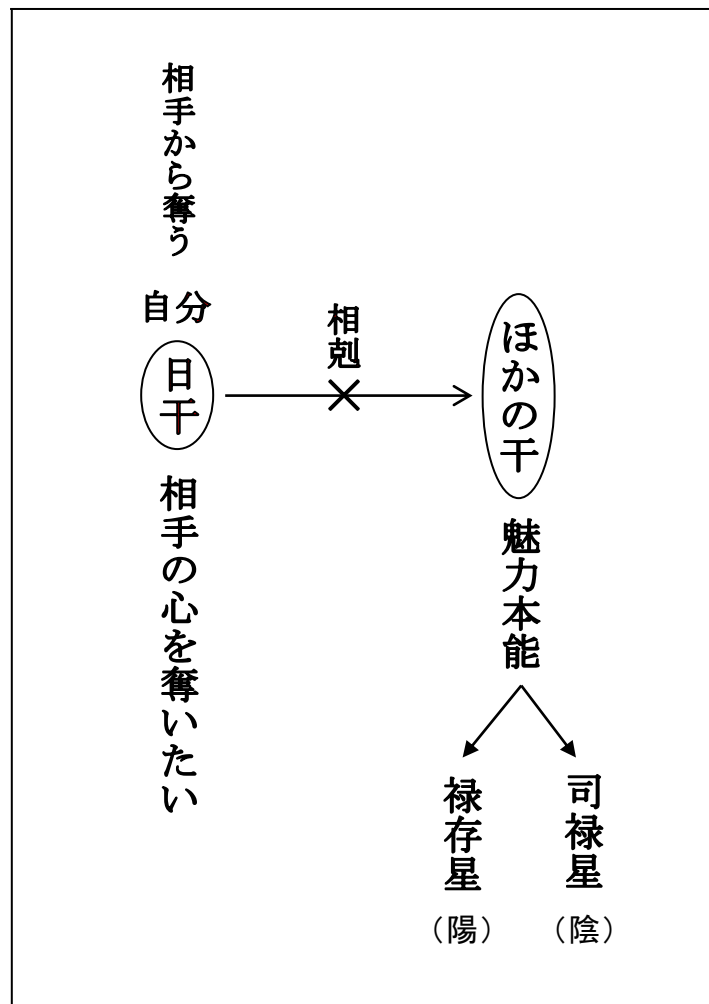 相手から奪う
自分
日干
相手の心を奪いたい
相剋
ほかの干
魅力本能
禄存星
（陽）
司禄星
（陰）